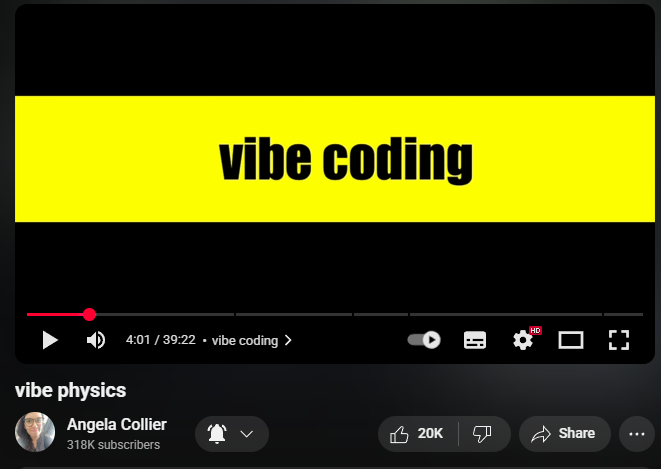 vibe coding
4:01 / 39:22 • vibe coding
HD
vibe physics
Angela Collier
318K subscribers
20K
Share